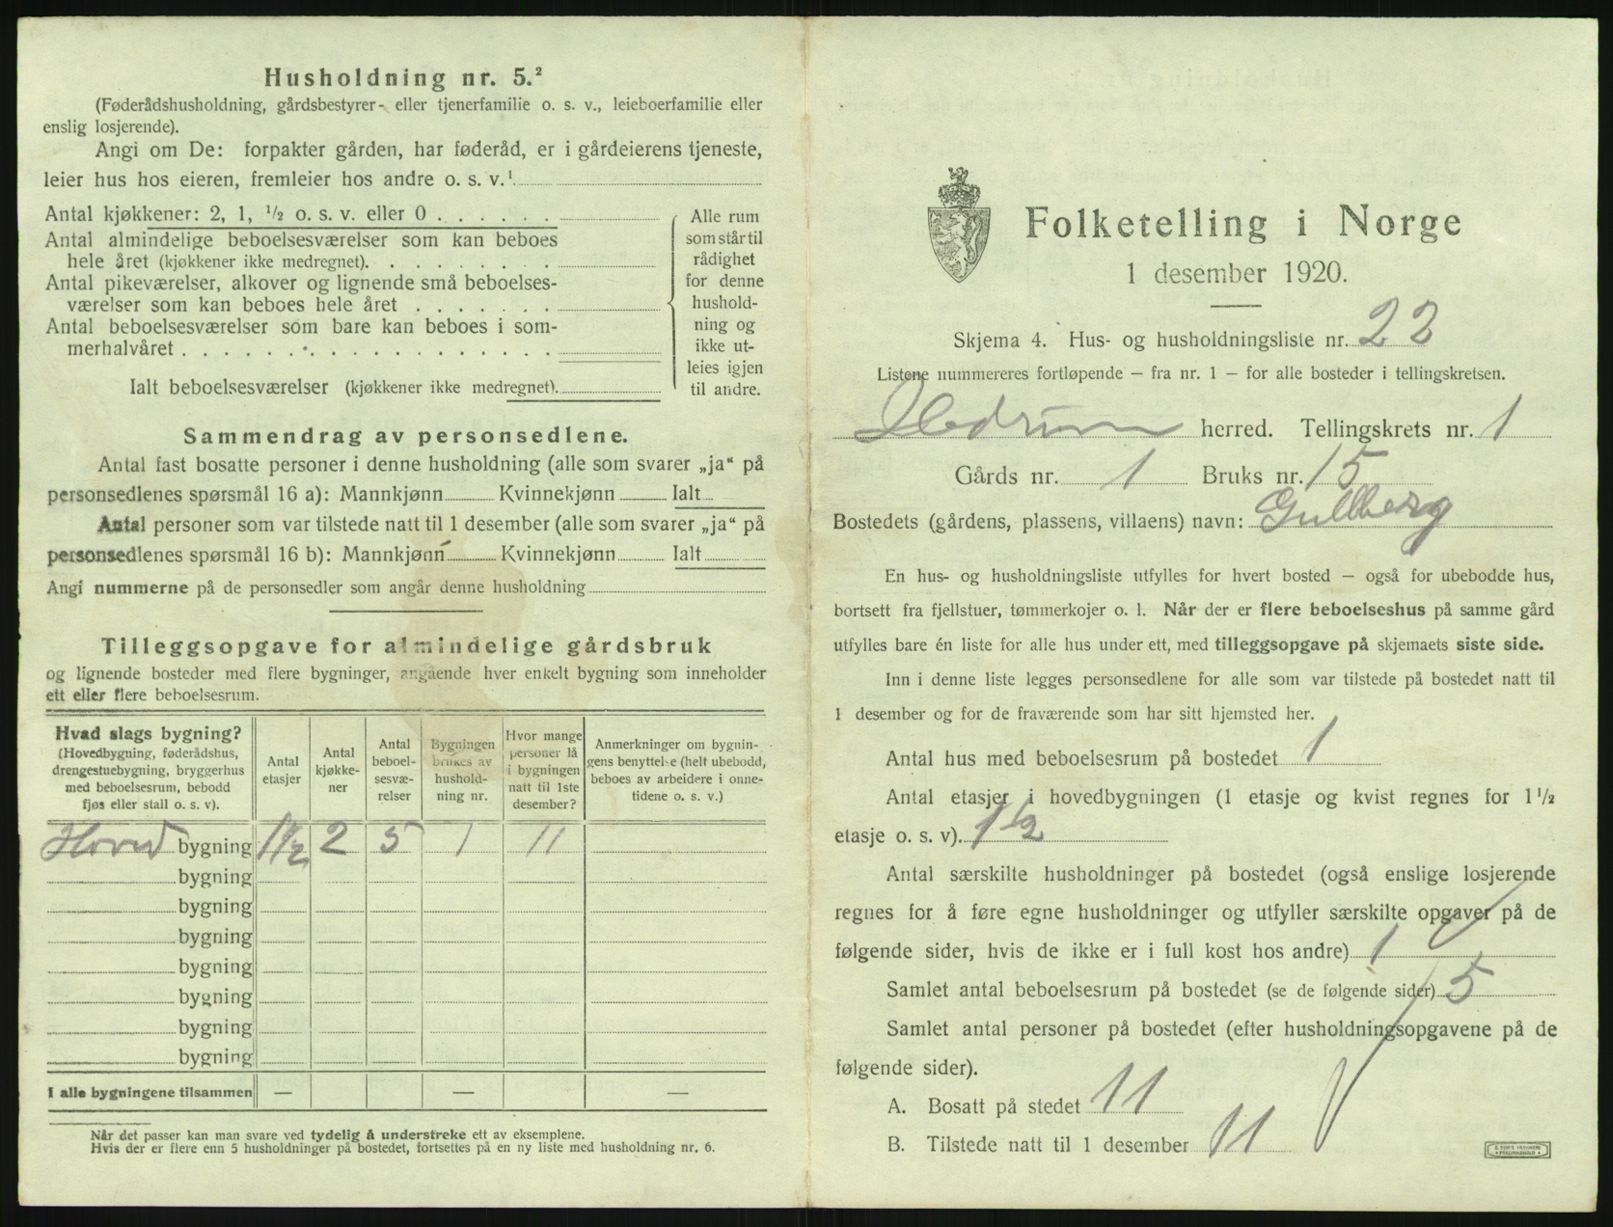 Husholdning nr. 5.²
(Føderådshusholdning, gårdsbestyrer- eller tjenerfamilie o. s. v., leieboerfamilie eller
enslig losjerende).
Angi om De: forpakter gården, har føderåd, er i gårdeierens tjeneste,
leier hus hos eieren, fremleier hos andre o. s. v.¹
Antal kjøkkener: 2, 1, ½ o. s. v. eller 0 . . . . . .
Antal almindelige beboelsesværelser som kan beboes
hele året (kjøkkener ikke medregnet). . . . . . . . .
Antal pikeværelser, alkover og lignende små beboelses-
værelser som kan beboes hele året . . . . . . .
Antal beboelsesværelser som bare kan beboes i som-
merhalvåret . . . . . . . . . . . . . . . . . .
Ialt beboelsesværelser (kjøkkener ikke medregnet).
Alle rum
som står til
rådighet
for denne
hushold-
ning og
ikke ut-
leies igjen
til andre.
Sammendrag av personsedlene.
Antal fast bosatte personer i denne husholdning (alle som svarer „ja“ på
personsedlenes spørsmål 16 a): Mannkjønn Kvinnekjønn Ialt
Antal personer som var tilstede natt til 1 desember (alle som svarer „ja“ på
personsedlenes spørsmål 16 b): Mannkjønn Kvinnekjønn Ialt
Angi nummerne på de personsedler som angår denne husholdning
Tilleggsopgave for almindelige gårdsbruk
og lignende bosteder med flere bygninger, angående hver enkelt bygning som inneholder
ett eller flere beboelsesrum.
Hvad slags bygning?
(Hovedbygning, føderådshus,
drengestuebygning, bryggerhus
med beboelsesrum, bebodd
fjøs eller stall o. s. v).
Antal
etasjer
Antal
kjøkke-
ner
Antal
beboel-
sesvæ-
relser
Bygningen
brukes av
hushold-
ning nr.
Hvor mange
personer lå
i bygningen
natt til 1ste
desember?
Anmerkninger om bygnin-
gens benyttelse (helt ubebodd,
beboes av arbeidere i onne-
tidene o. s. v.)
Hoved bygning 1½ 2 5 1 11
bygning
bygning
bygning
bygning
bygning
bygning
bygning
I alle bygningene tilsammen — — —
Når det passer kan man svare ved tydelig å understreke ett av eksemplene.
Hvis der er flere enn 5 husholdninger på bostedet, fortsettes på en ny liste med husholdning nr. 6.
Folketelling i Norge
1 desember 1920.
Skjema 4. Hus- og husholdningsliste nr. 22
Listene nummereres fortløpende — fra nr. 1 — for alle bosteder i tellingskretsen.
Hedrum herred. Tellingskrets nr. 1
Gårds nr. 1 Bruks nr. 15
Bostedets (gårdens, plassens, villaens) navn: Gullberg
En hus- og husholdningsliste utfylles for hvert bosted — også for ubebodde hus,
bortsett fra fjellstuer, tømmerkojer o. l. Når der er flere beboelseshus på samme gård
utfylles bare én liste for alle hus under ett, med tilleggsopgave på skjemaets siste side.
Inn i denne liste legges personsedlene for alle som var tilstede på bostedet natt til
1 desember og for de fraværende som har sitt hjemsted her.
Antal hus med beboelsesrum på bostedet 1
Antal etasjer i hovedbygningen (1 etasje og kvist regnes for 1½
etasje o. s. v). 1½
Antal særskilte husholdninger på bostedet (også enslige losjerende
regnes for å føre egne husholdninger og utfyller særskilte opgaver på de
følgende sider, hvis de ikke er i full kost hos andre) 1
Samlet antal beboelsesrum på bostedet (se de følgende sider) 5
Samlet antal personer på bostedet (efter husholdningsopgavene på de
følgende sider).
A. Bosatt på stedet 11
B. Tilstede natt til 1 desember 11